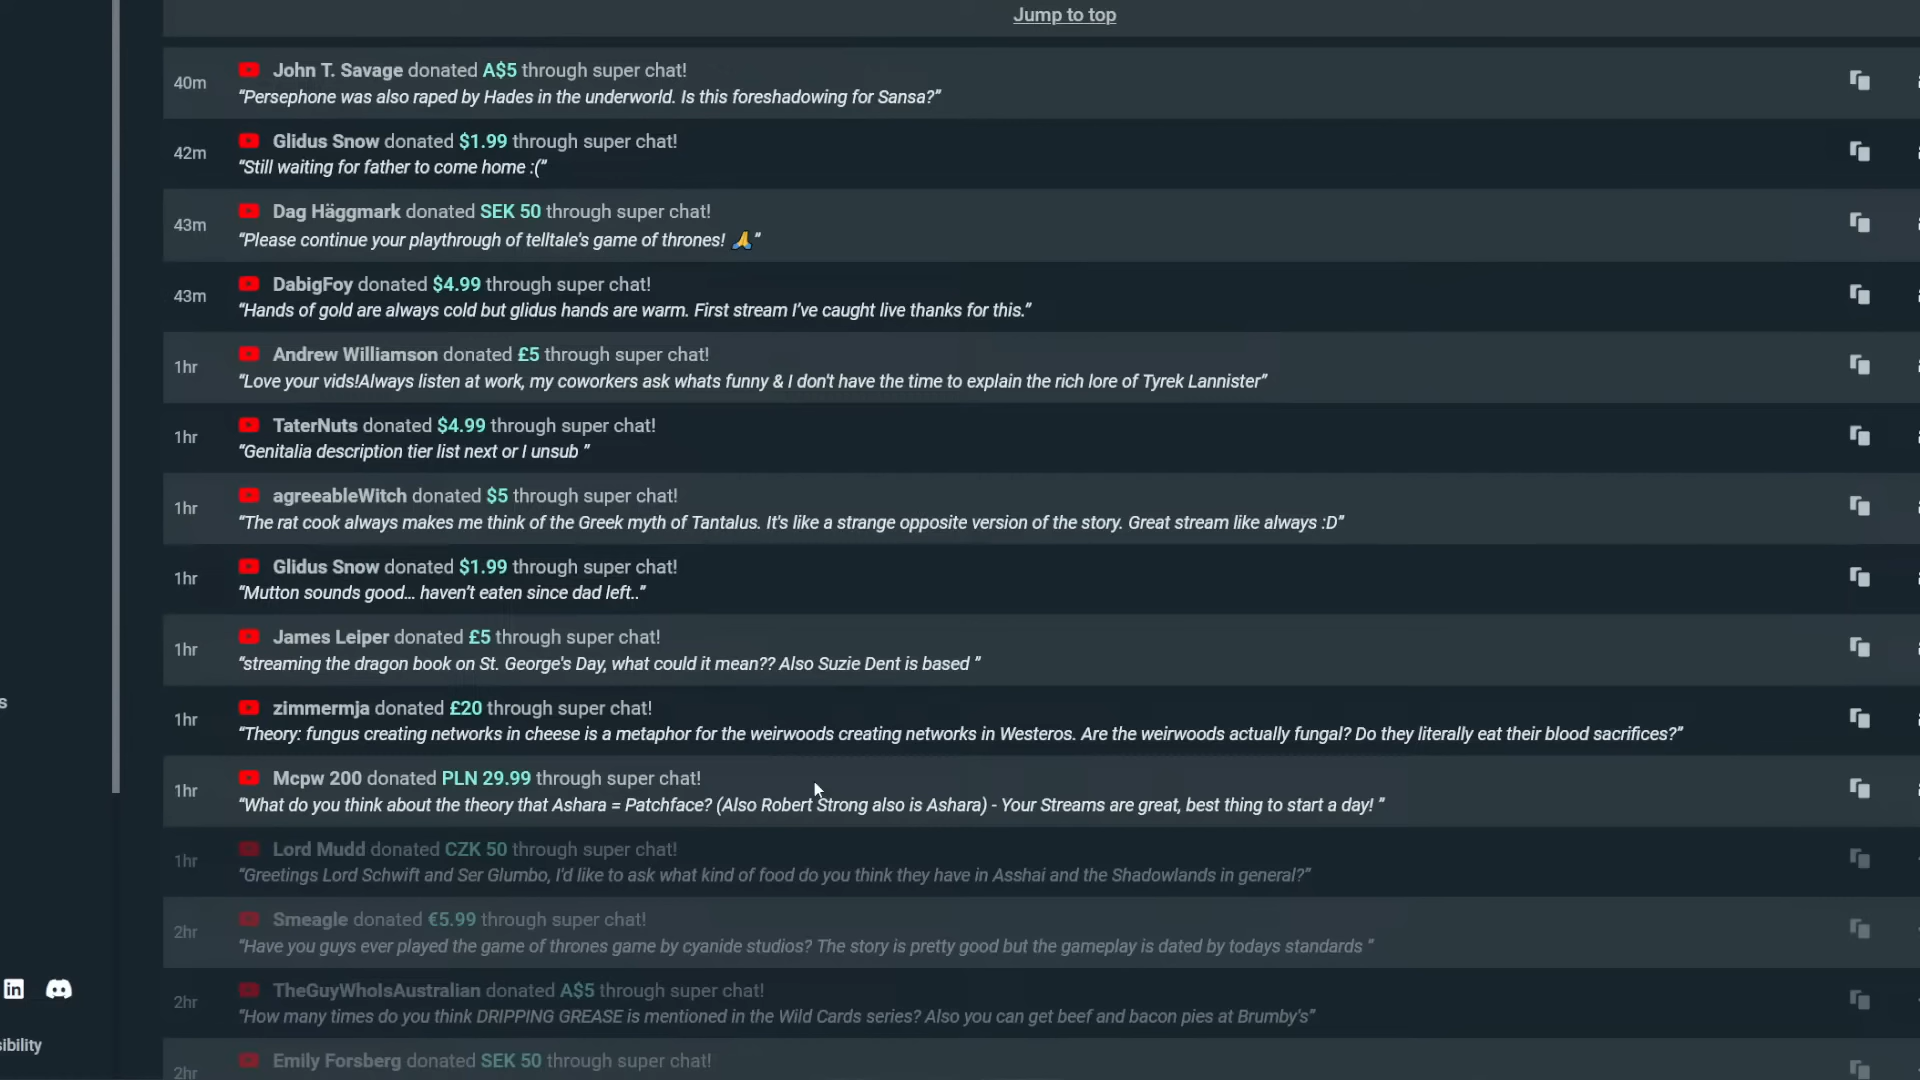 Jump to top
40m
John T. Savage donated A$5 through super chat!
“Persephone was also raped by Hades in the underworld. Is this foreshadowing for Sansa?”
42m
Glidus Snow donated $1.99 through super chat!
“Still waiting for father to come home :(”
43m
Dag Häggmark donated SEK 50 through super chat!
“Please continue your playthrough of telltale's game of thrones! 🙏”
43m
DabigFoy donated $4.99 through super chat!
“Hands of gold are always cold but glidus hands are warm. First stream I’ve caught live thanks for this.”
1hr
Andrew Williamson donated £5 through super chat!
“Love your vids!Always listen at work, my coworkers ask whats funny & I don't have the time to explain the rich lore of Tyrek Lannister”
1hr
TaterNuts donated $4.99 through super chat!
“Genitalia description tier list next or I unsub ”
1hr
agreeableWitch donated $5 through super chat!
“The rat cook always makes me think of the Greek myth of Tantalus. It's like a strange opposite version of the story. Great stream like always :D”
1hr
Glidus Snow donated $1.99 through super chat!
“Mutton sounds good... haven’t eaten since dad left..”
1hr
James Leiper donated £5 through super chat!
“streaming the dragon book on St. George's Day, what could it mean?? Also Suzie Dent is based ”
1hr
zimmermja donated £20 through super chat!
“Theory: fungus creating networks in cheese is a metaphor for the weirwoods creating networks in Westeros. Are the weirwoods actually fungal? Do they literally eat their blood sacrifices?”
1hr
Mcpw 200 donated PLN 29.99 through super chat!
“What do you think about the theory that Ashara = Patchface? (Also Robert Strong also is Ashara) - Your Streams are great, best thing to start a day! ”
1hr
Lord Mudd donated CZK 50 through super chat!
“Greetings Lord Schwift and Ser Glumbo, I'd like to ask what kind of food do you think they have in Asshai and the Shadowlands in general?”
2hr
Smeagle donated €5.99 through super chat!
“Have you guys ever played the game of thrones game by cyanide studios? The story is pretty good but the gameplay is dated by todays standards ”
2hr
TheGuyWhoIsAustralian donated A$5 through super chat!
“How many times do you think DRIPPING GREASE is mentioned in the Wild Cards series? Also you can get beef and bacon pies at Brumby’s”
2hr
Emily Forsberg donated SEK 50 through super chat!
s
in
sibility